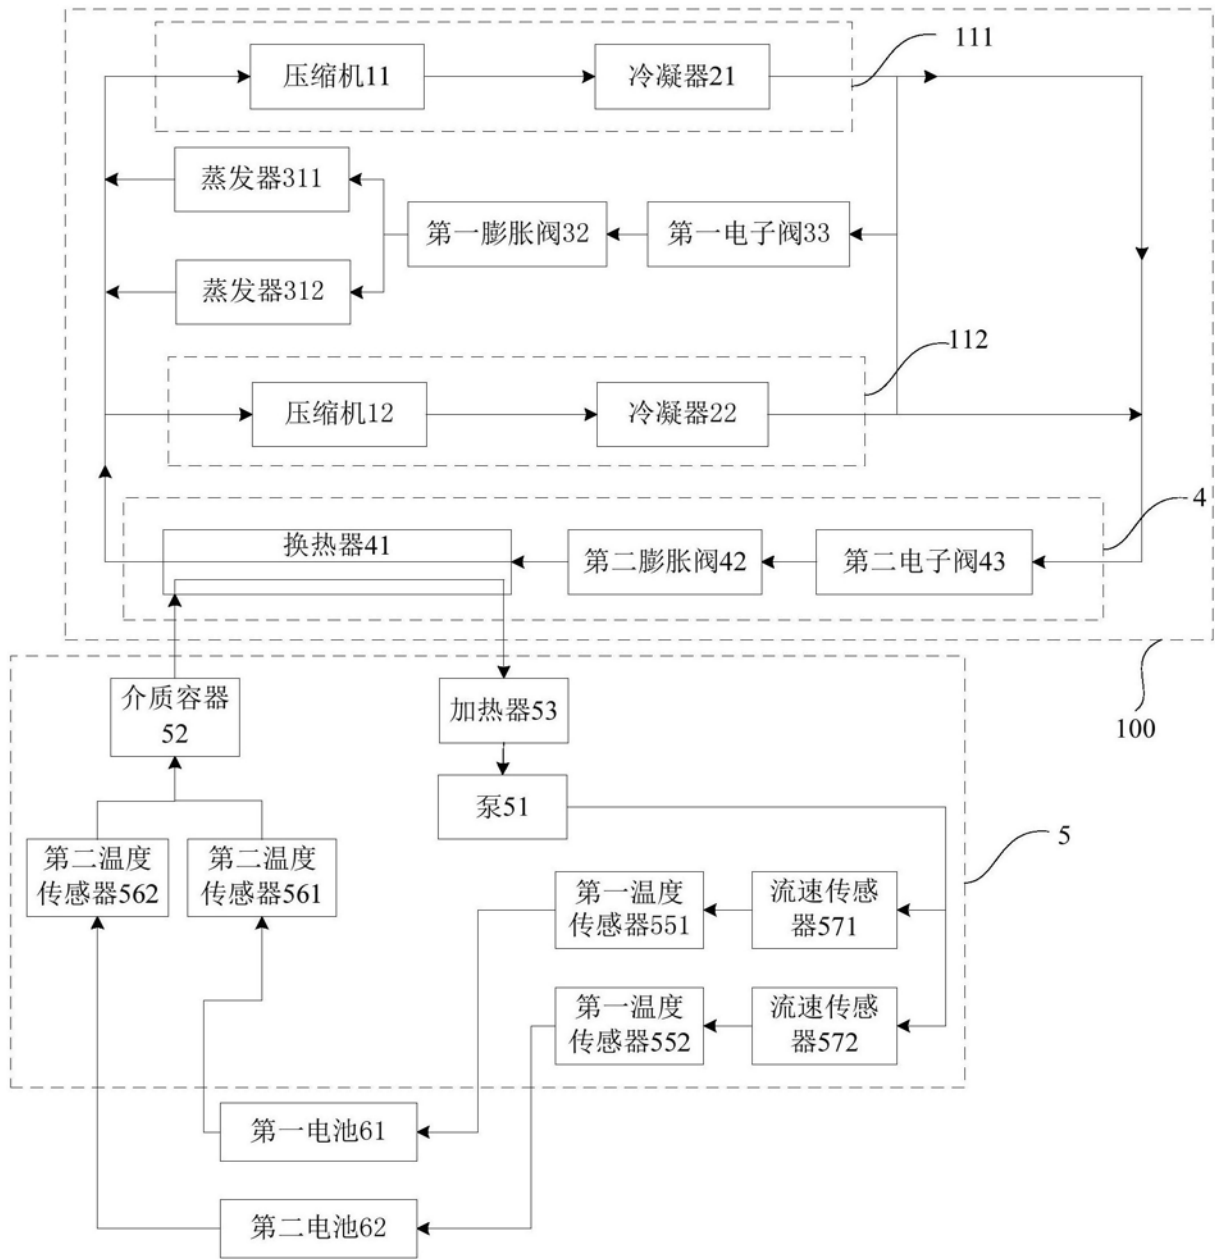 111
压缩机11
冷凝器21
蒸发器311
第一膨胀阀32
第一电子阀33
蒸发器312
112
压缩机12
冷凝器22
4
换热器41
第二膨胀阀42
第二电子阀43
100
介质容器
52
加热器53
泵51
5
第二温度
传感器562
第二温度
传感器561
第一温度
传感器551
流速传感
器571
第一温度
传感器552
流速传感
器572
第一电池61
第二电池62